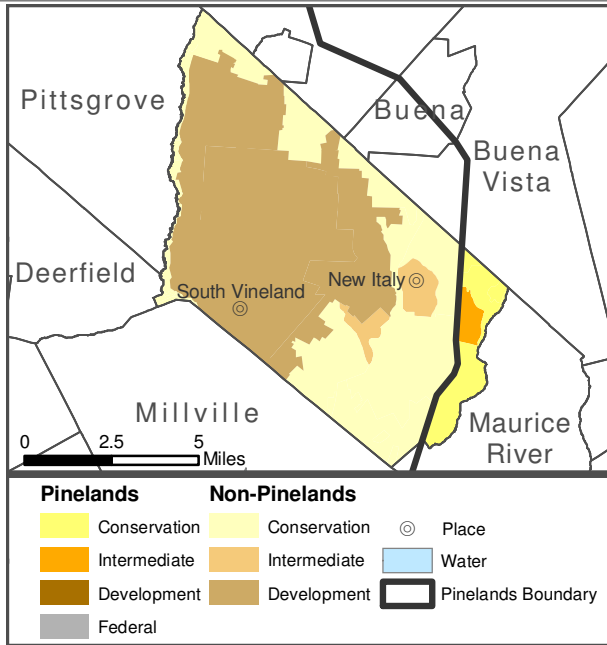 Pittsgrove
Buena
Buena
Vista
Deerfield
New Italy
South Vineland
Millville
Maurice
River
0 2.5 5
Miles
Pinelands Non-Pinelands
Conservation Conservation Place
Intermediate Intermediate Water
Development Development Pinelands Boundary
Federal